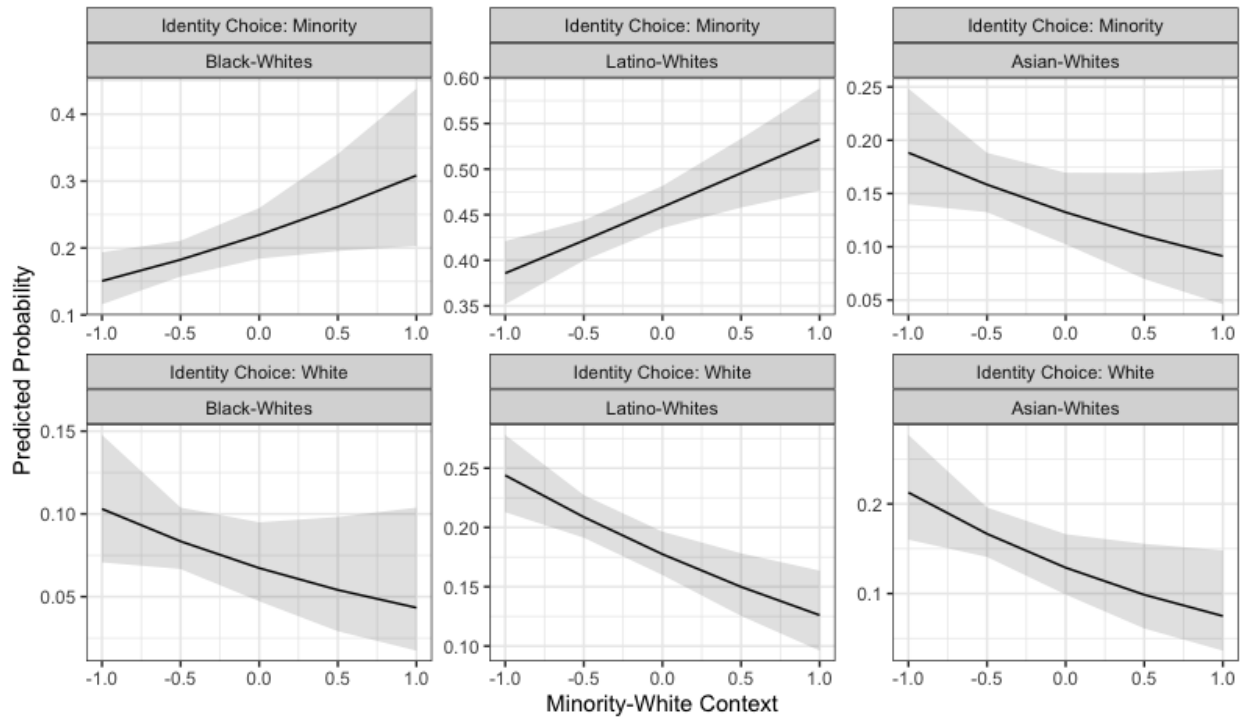 Identity Choice: Minority
Black-Whites
0.4
0.3
0.2
0.1
-1.0 -0.5 0.0 0.5 1.0
Identity Choice: Minority
Latino-Whites
0.60
0.55
0.50
0.45
0.40
0.35
-1.0 -0.5 0.0 0.5 1.0
Identity Choice: Minority
Asian-Whites
0.25
0.20
0.15
0.10
0.05
-1.0 -0.5 0.0 0.5 1.0
Predicted Probability
Identity Choice: White
Black-Whites
0.15
0.10
0.05
-1.0 -0.5 0.0 0.5 1.0
Identity Choice: White
Latino-Whites
0.25
0.20
0.15
0.10
-1.0 -0.5 0.0 0.5 1.0
Identity Choice: White
Asian-Whites
0.2
0.1
-1.0 -0.5 0.0 0.5 1.0
Minority-White Context